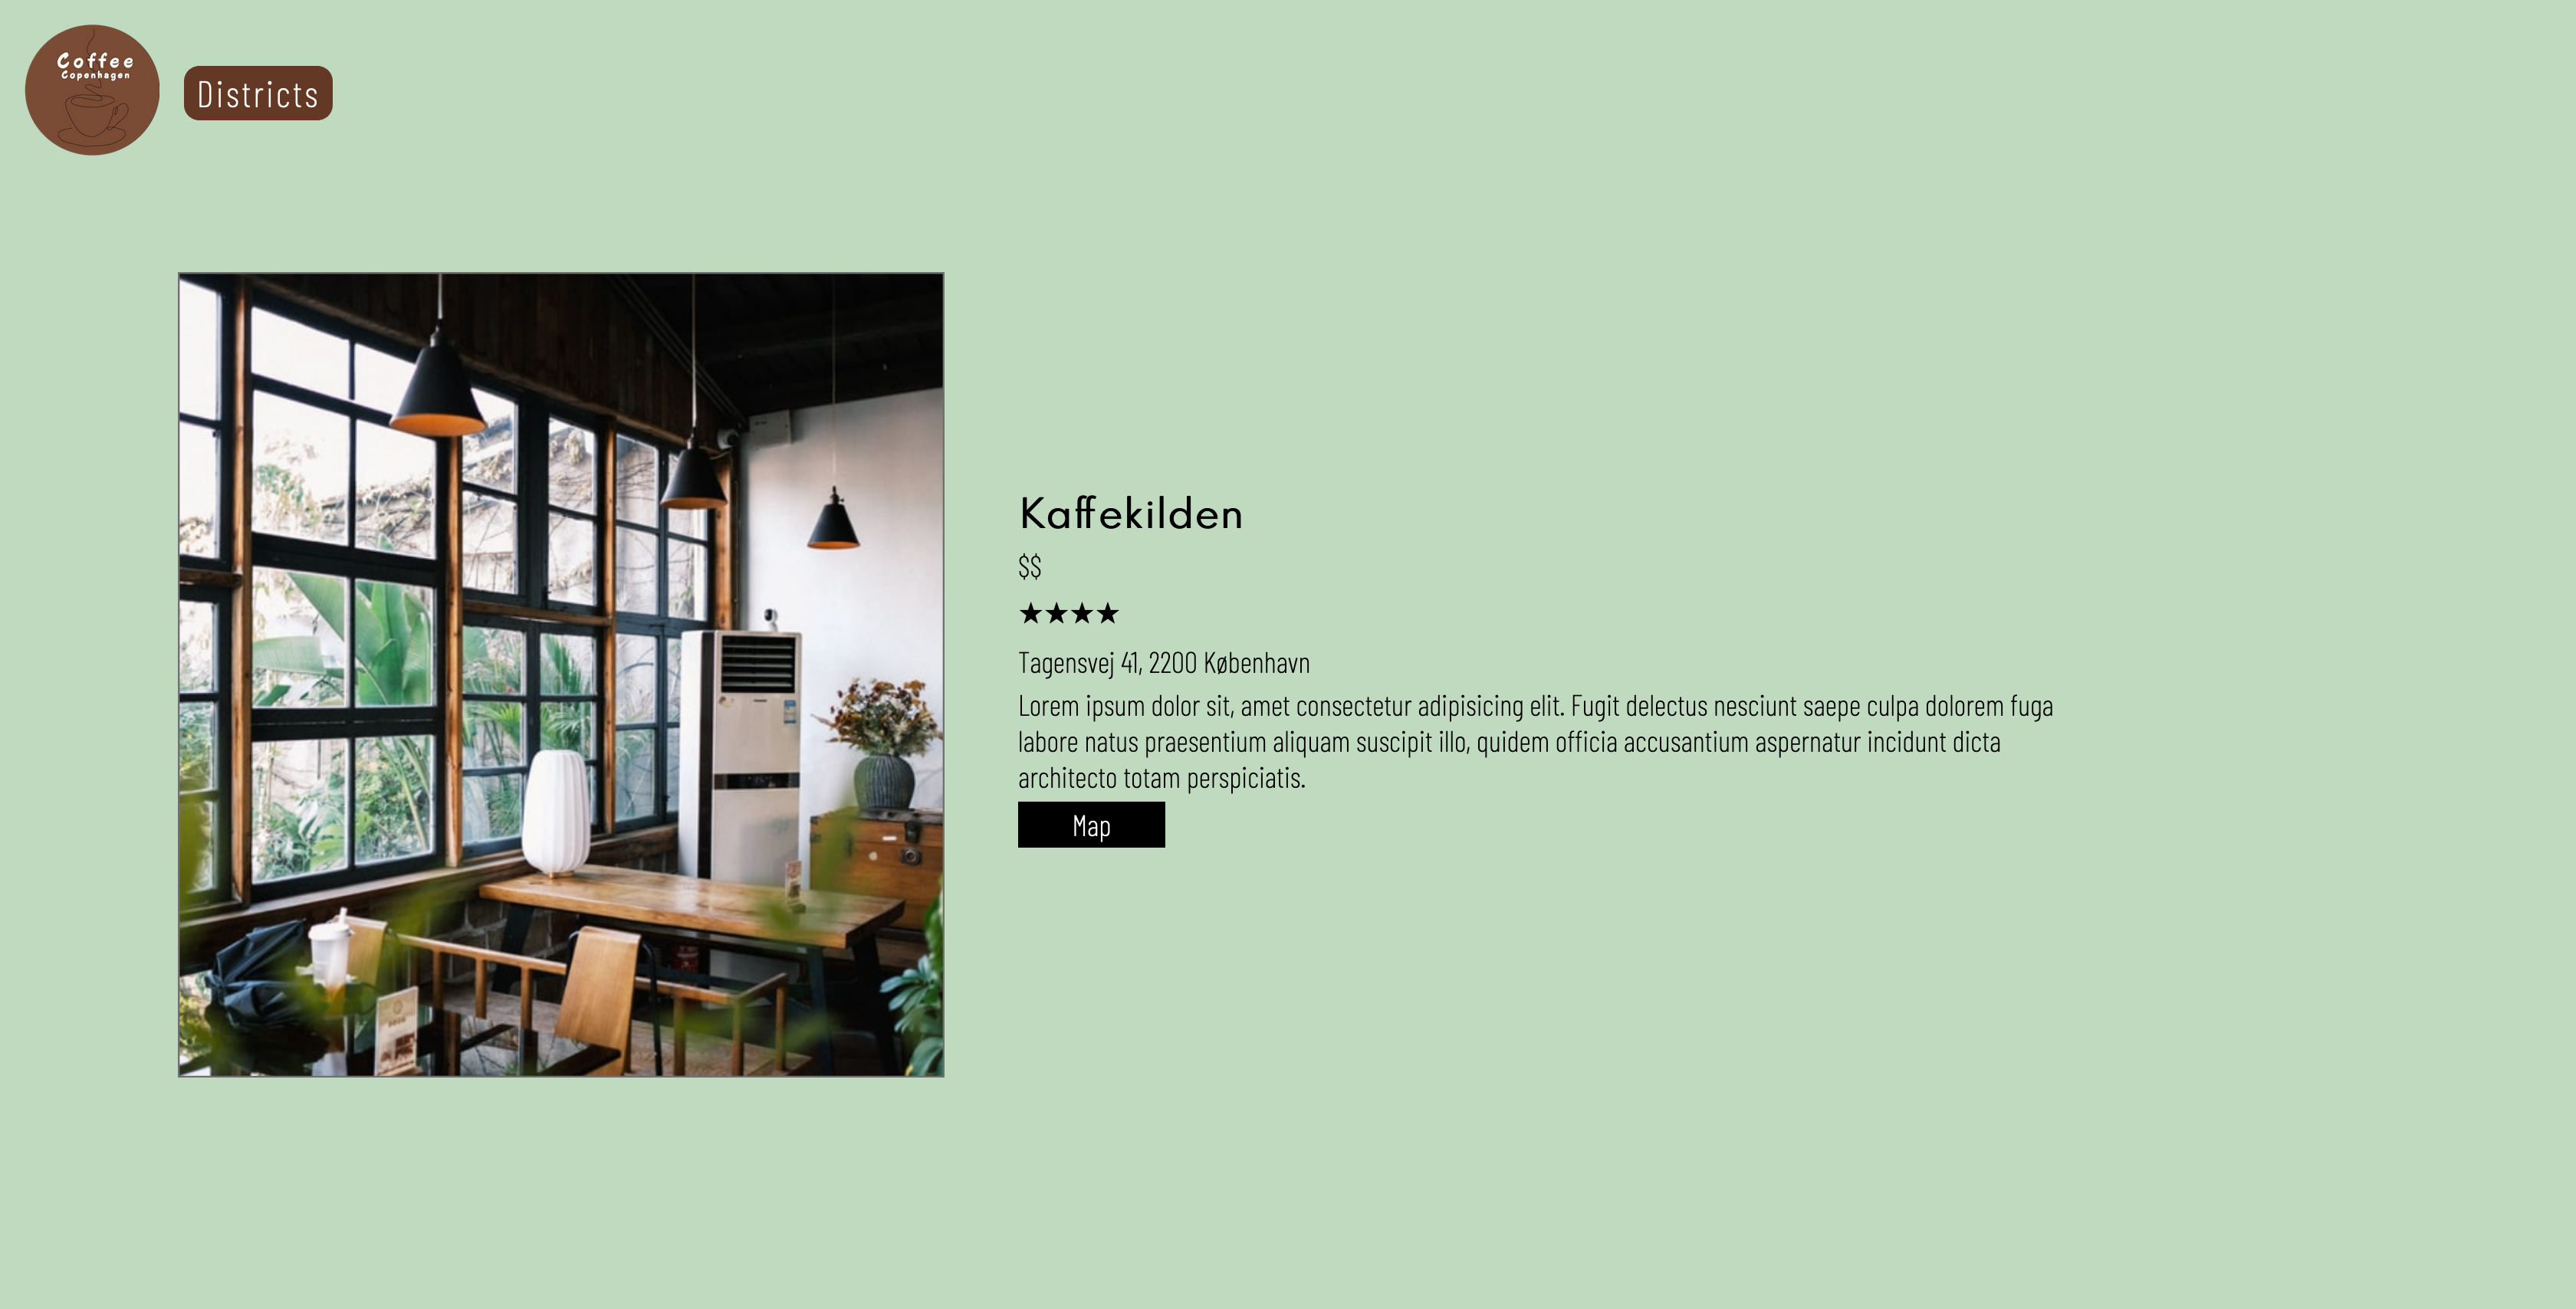 Coffee
Copenhagen
Districts
Kaffekilden
$$
★★★★
Tagensvej 41, 2200 København
Lorem ipsum dolor sit, amet consectetur adipisicing elit. Fugit delectus nesciunt saepe culpa dolorem fuga
labore natus praesentium aliquam suscipit illo, quidem officia accusantium aspernatur incidunt dicta
architecto totam perspiciatis.
Map